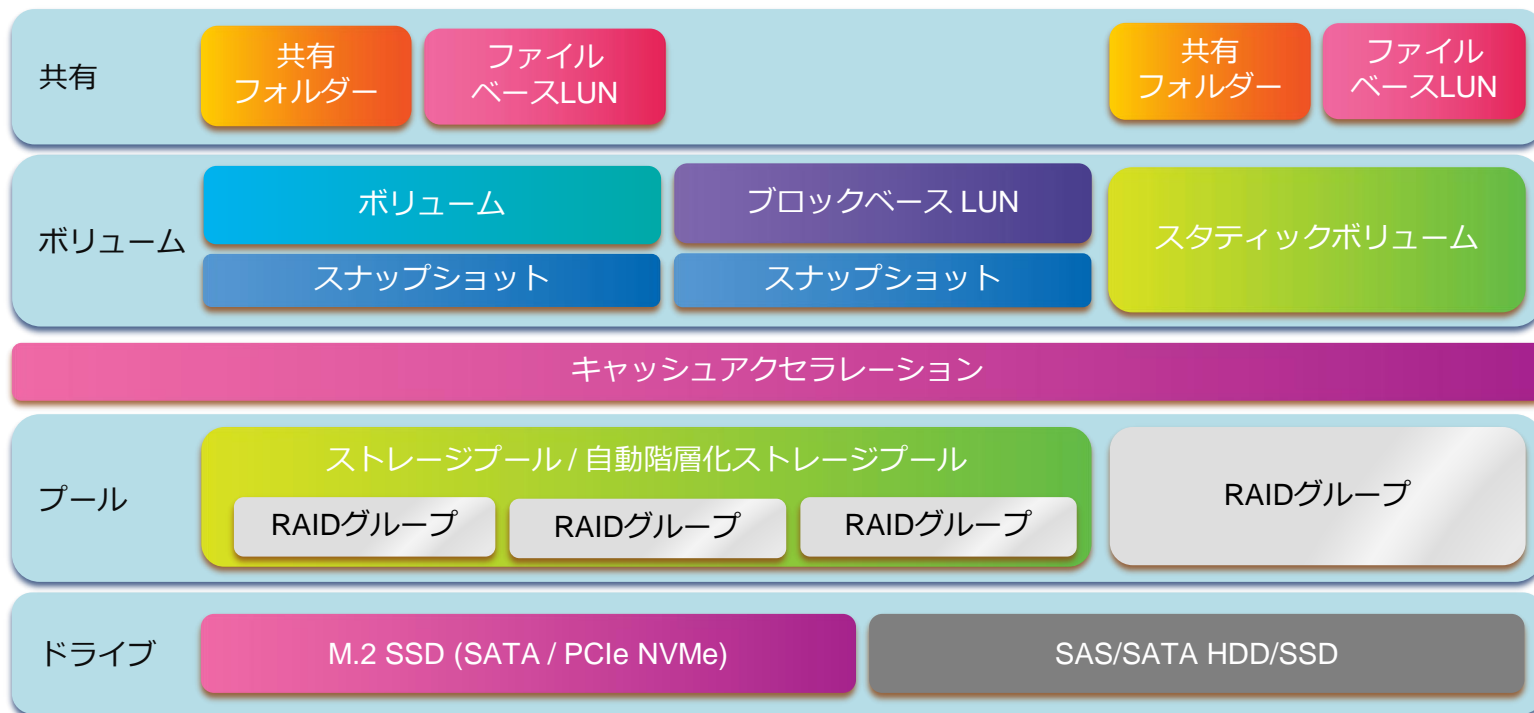 共有
共有
フォルダー
ファイル
ベースLUN
共有
フォルダー
ファイル
ベースLUN
ボリューム
ボリューム
ブロックベース LUN
スタティックボリューム
スナップショット
スナップショット
キャッシュアクセラレーション
プール
ストレージプール / 自動階層化ストレージプール
RAIDグループ
RAIDグループ
RAIDグループ
RAIDグループ
ドライブ
M.2 SSD (SATA / PCIe NVMe)
SAS/SATA HDD/SSD